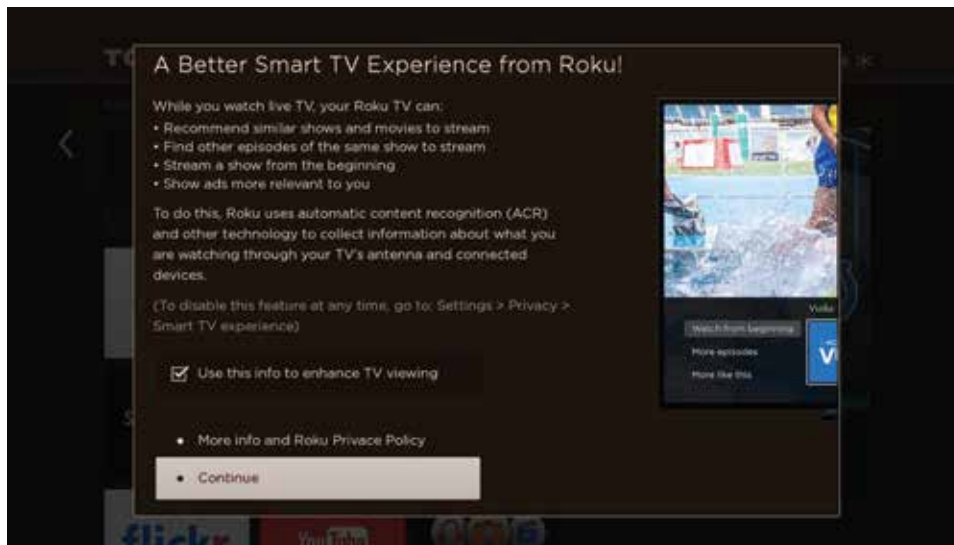 TC
A Better Smart TV Experience from Roku!
While you watch live TV, your Roku TV can:
• Recommend similar shows and movies to stream
• Find other episodes of the same show to stream
• Stream a show from the beginning
• Show ads more relevant to you
To do this, Roku uses automatic content recognition (ACR)
and other technology to collect information about what you
are watching through your TV's antenna and connected
devices.
(To disable this feature at any time, go to: Settings > Privacy >
Smart TV experience)
Vudu
Watch from beginning
More episodes
More like this
V
Use this info to enhance TV viewing
S
• More info and Roku Privace Policy
• Continue
flickr
YouTube